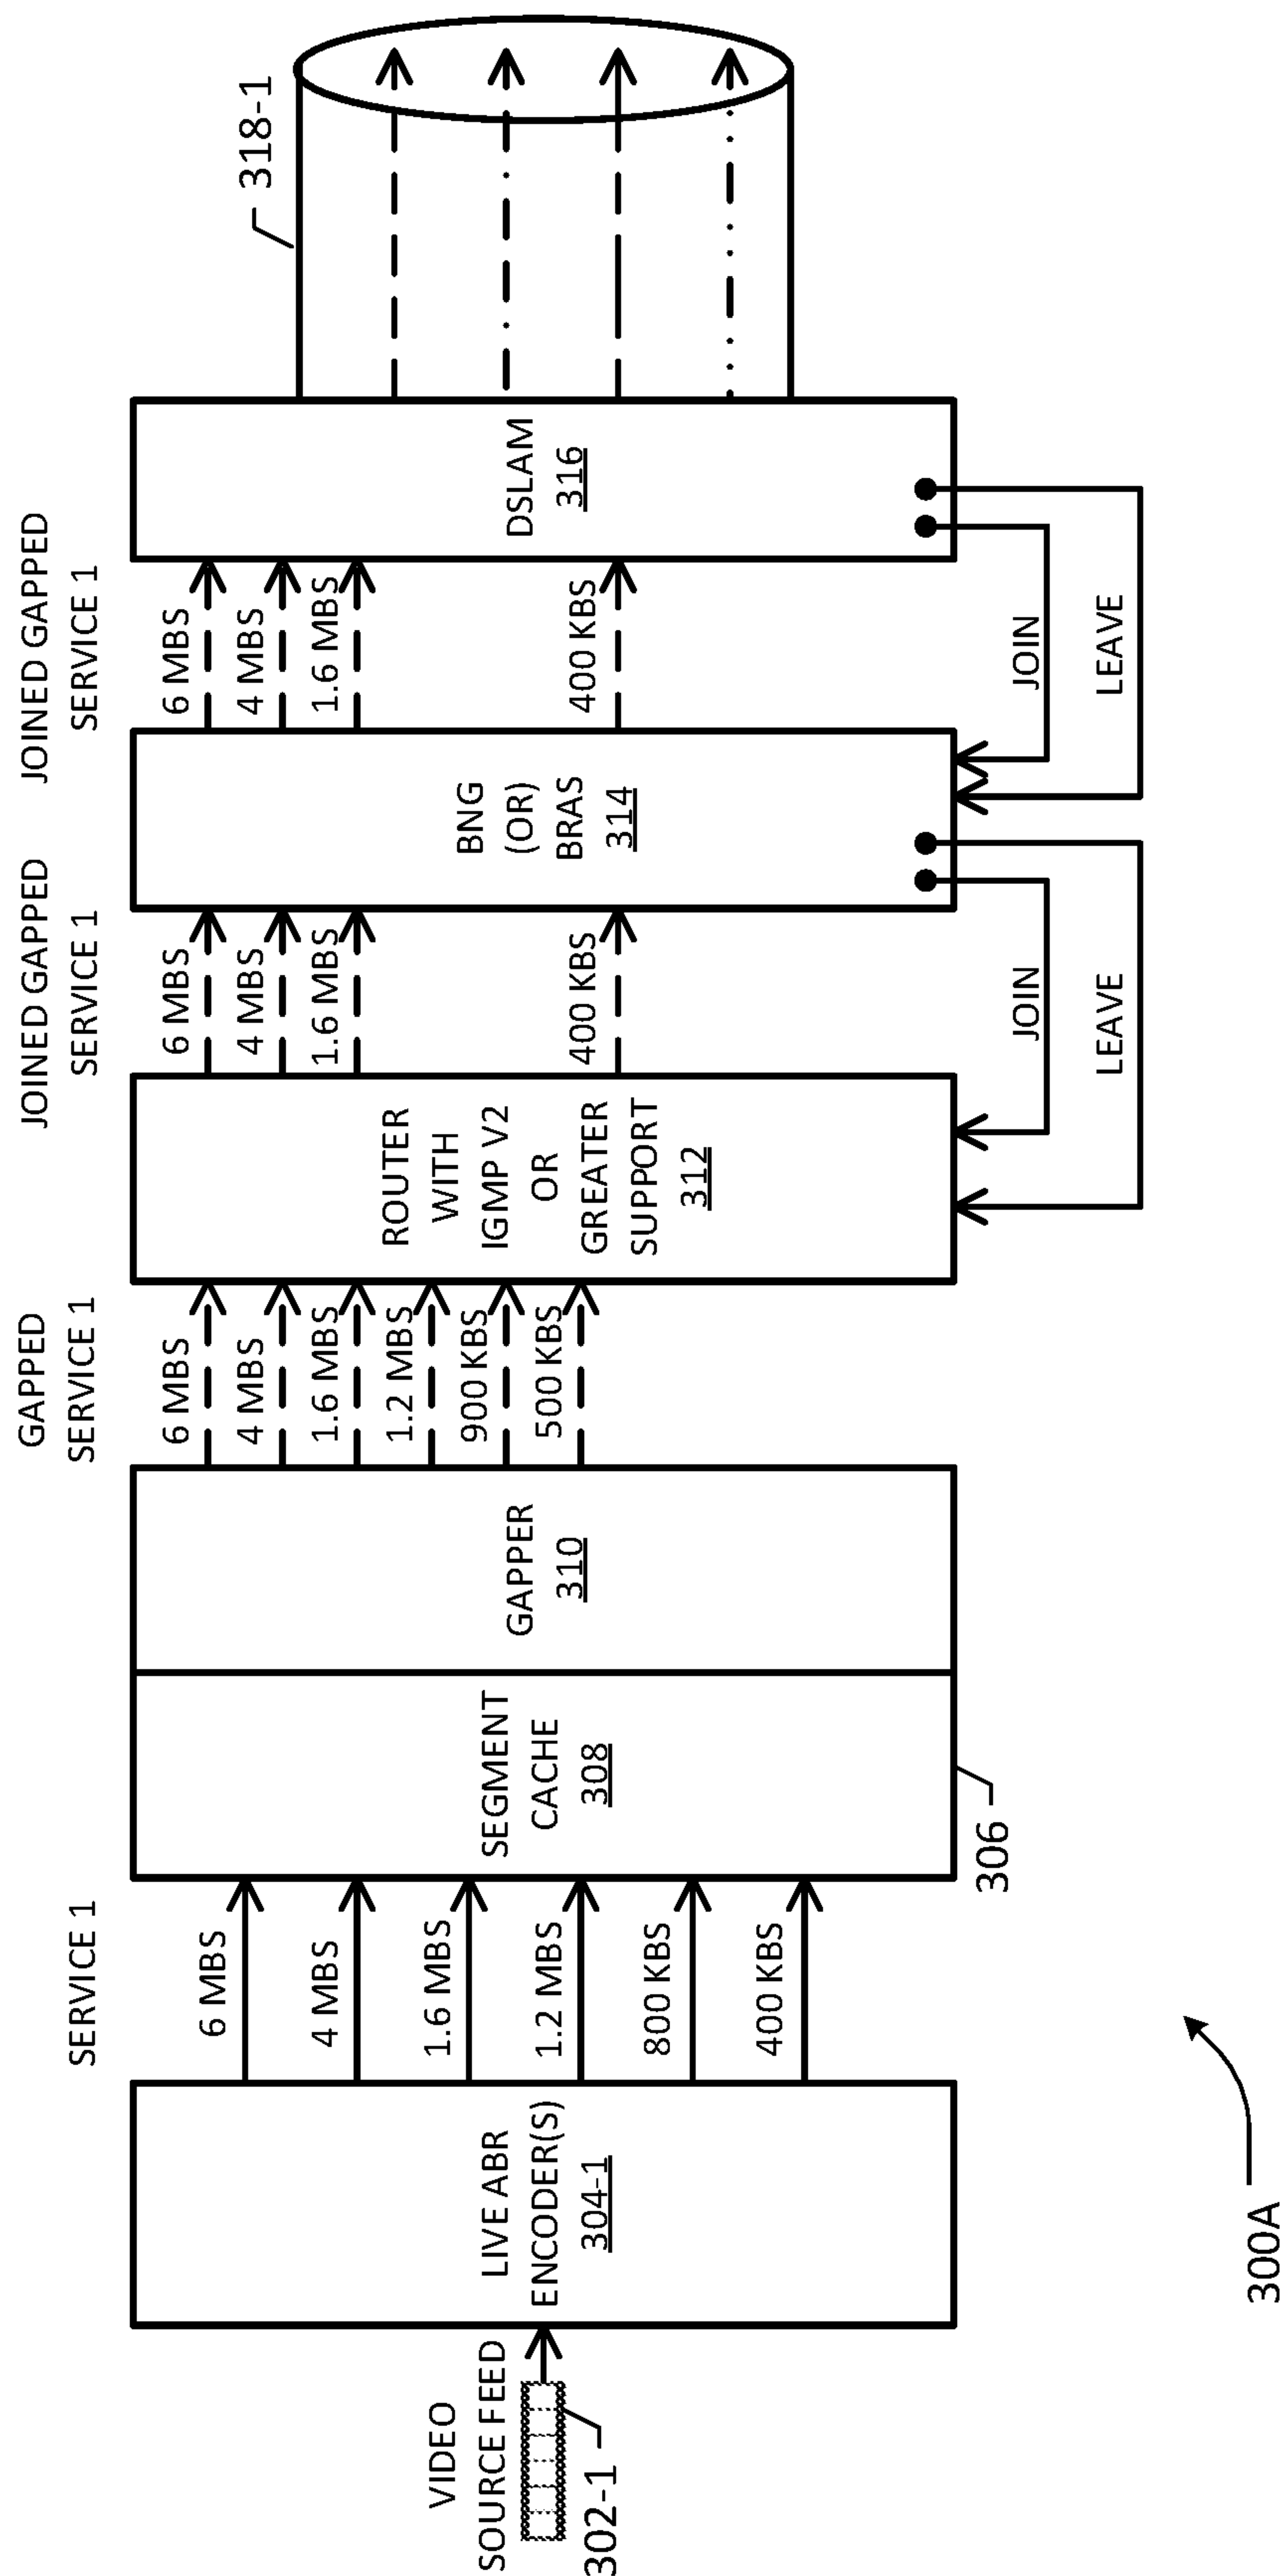 VIDEO
SOURCE FEED
302-1
LIVE ABR
ENCODER(S)
304-1
SERVICE 1
6 MBS
4 MBS
1.6 MBS
1.2 MBS
800 KBS
400 KBS
SEGMENT
CACHE
308
306
GAPPER
310
GAPPED
SERVICE 1
6 MBS
4 MBS
1.6 MBS
1.2 MBS
900 KBS
500 KBS
ROUTER
WITH
IGMP V2
OR
GREATER
SUPPORT
312
JOINED GAPPED
SERVICE 1
6 MBS
4 MBS
1.6 MBS
400 KBS
JOIN
LEAVE
BNG
(OR)
BRAS
314
JOINED GAPPED
SERVICE 1
6 MBS
4 MBS
1.6 MBS
400 KBS
JOIN
LEAVE
DSLAM
316
318-1
300A